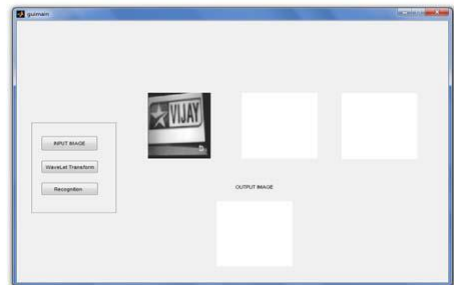 guimain
VIJAY
INPUT IMAGE
WaveLet Transform
Recognition
OUTPUT IMAGE